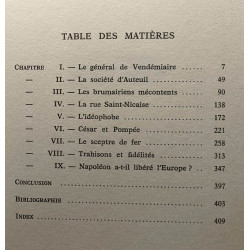 TABLE DES MATIÈRES
Chapitre I. — Le général de Vendémiaire ...... 7
— II. — La société d'Auteuil ...... 49
— III. — Les brumairiens mécontents ...... 90
— IV. — La rue Saint-Nicaise ...... 138
— V. — L'idéophobe ...... 172
— VI. — César et Pompée ...... 221
— VII. — Le sceptre de fer ...... 258
— VIII. — Trahisons et fidélités ...... 313
— IX. — Napoléon a-t-il libéré l'Europe ? .. 347
Conclusion ...... 397
Bibliographie ...... 403
Index ...... 409